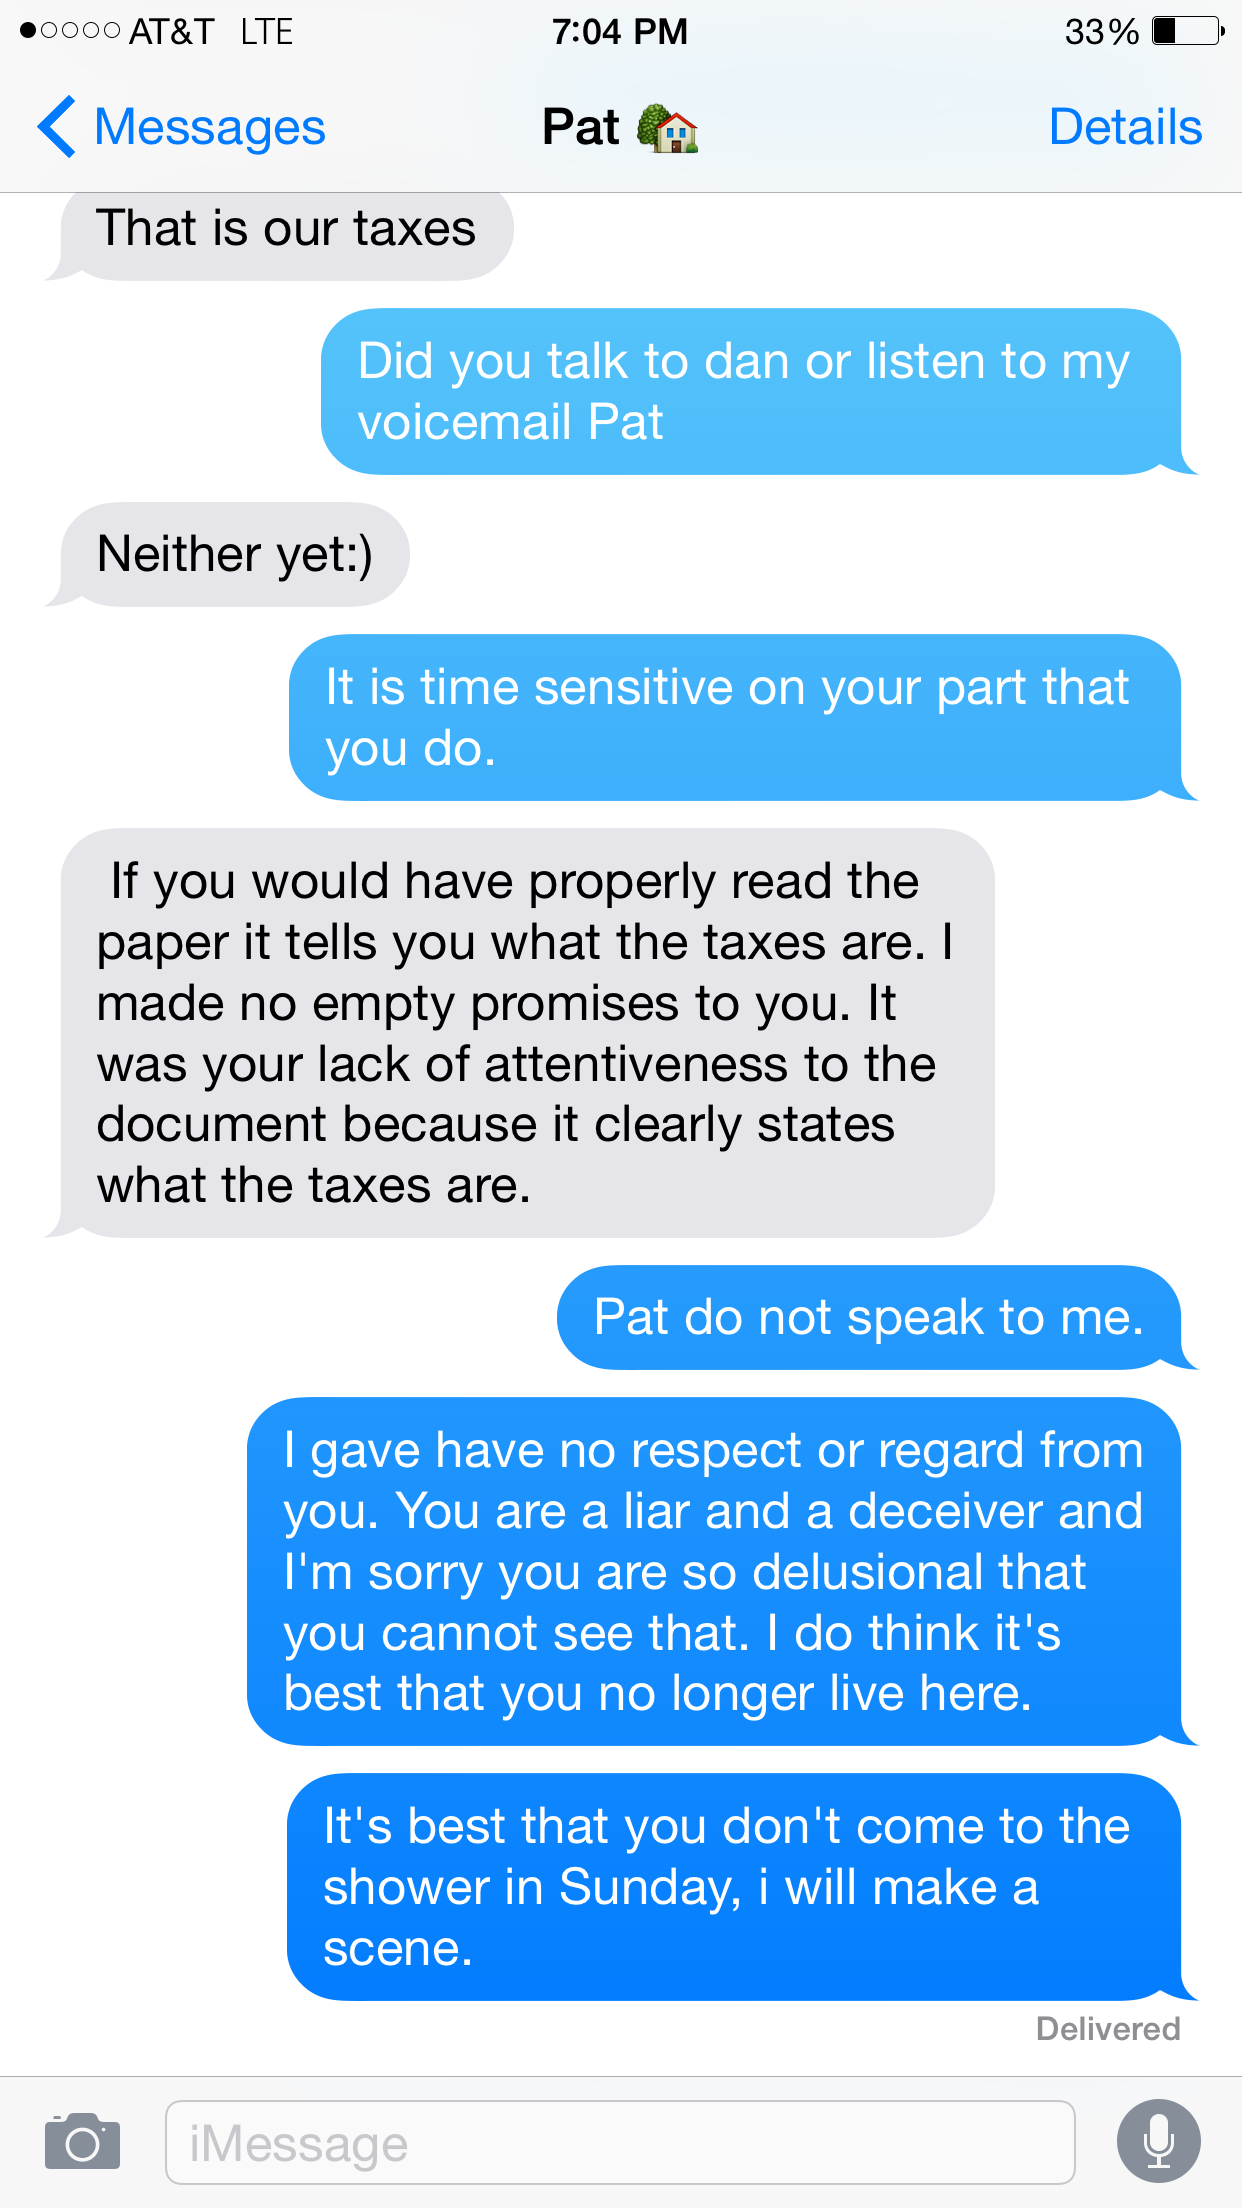 AT&T LTE 7:04 PM 33%
Messages Pat Details
That is our taxes
Did you talk to dan or listen to my
voicemail Pat
Neither yet:)
It is time sensitive on your part that
you do.
If you would have properly read the
paper it tells you what the taxes are. I
made no empty promises to you. It
was your lack of attentiveness to the
document because it clearly states
what the taxes are.
Pat do not speak to me.
I gave have no respect or regard from
you. You are a liar and a deceiver and
I'm sorry you are so delusional that
you cannot see that. I do think it's
best that you no longer live here.
It's best that you don't come to the
shower in Sunday, i will make a
scene.
Delivered
iMessage